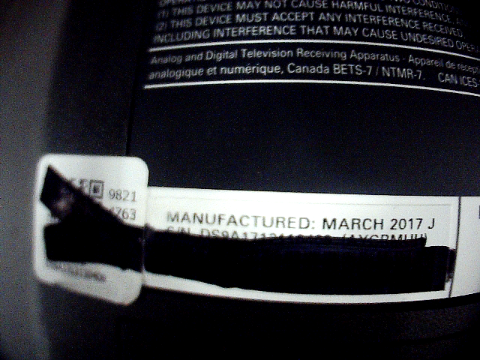 (1) THIS DEVICE MAY NOT CAUSE HARMFUL INTERFERENCE,
(2) THIS DEVICE MUST ACCEPT ANY INTERFERENCE RECEIVED,
INCLUDING INTERFERENCE THAT MAY CAUSE UNDESIRED
Analog and Digital Television Receiving Apparatus - Appareil de
analogique et numérique, Canada BETS-7 / NTMR-7. CAN ICES
9821
4763
MANUFACTURED: MARCH 2017 J
S/N